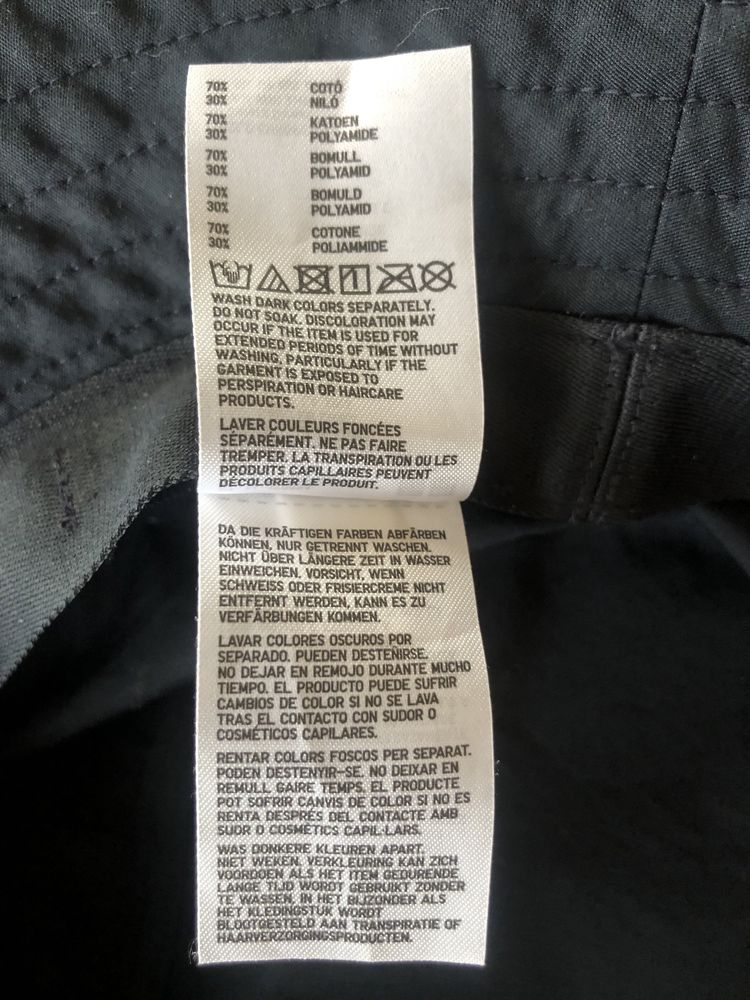 70% COTÓ
30% NILÓ
70% KATOEN
30% POLYAMIDE
70% BOMULL
30% POLYAMID
70% BOMULD
30% POLYAMID
70% COTONE
30% POLIAMMIDE
WASH DARK COLORS SEPARATELY.
DO NOT SOAK. DISCOLORATION MAY
OCCUR IF THE ITEM IS USED FOR
EXTENDED PERIODS OF TIME WITHOUT
WASHING, PARTICULARLY IF THE
GARMENT IS EXPOSED TO
PERSPIRATION OR HAIRCARE
PRODUCTS.
LAVER COULEURS FONCÉES
SÉPARÉMENT. NE PAS FAIRE
TREMPER. LA TRANSPIRATION OU LES
PRODUITS CAPILLAIRES PEUVENT
DÉCOLORER LE PRODUIT.
DA DIE KRÄFTIGEN FARBEN ABFÄRBEN
KÖNNEN, NUR GETRENNT WASCHEN.
NICHT ÜBER LÄNGERE ZEIT IN WASSER
EINWEICHEN. VORSICHT, WENN
SCHWEISS ODER FRISIERCREME NICHT
ENTFERNT WERDEN, KANN ES ZU
VERFÄRBUNGEN KOMMEN.
LAVAR COLORES OSCUROS POR
SEPARADO. PUEDEN DESTEÑIRSE.
NO DEJAR EN REMOJO DURANTE MUCHO
TIEMPO. EL PRODUCTO PUEDE SUFRIR
CAMBIOS DE COLOR SI NO SE LAVA
TRAS EL CONTACTO CON SUDOR O
COSMÉTICOS CAPILARES.
RENTAR COLORS FOSCOS PER SEPARAT.
PODEN DESTENYIR-SE. NO DEIXAR EN
REMULL GAIRE TEMPS. EL PRODUCTE
POT SOFRIR CANVIS DE COLOR SI NO ES
RENTA DESPRÉS DEL CONTACTE AMB
SUOR O COSMÈTICS CAPIL·LARS.
WAS DONKERE KLEUREN APART.
NIET WEKEN. VERKLEURING KAN ZICH
VOORDOEN ALS HET ITEM GEDURENDE
LANGE TIJD WORDT GEBRUIKT ZONDER
TE WASSEN, IN HET BIJZONDER ALS
HET KLEDINGSTUK WORDT
BLOOTGESTELD AAN TRANSPIRATIE OF
HAARVERZORGINGSPRODUCTEN.